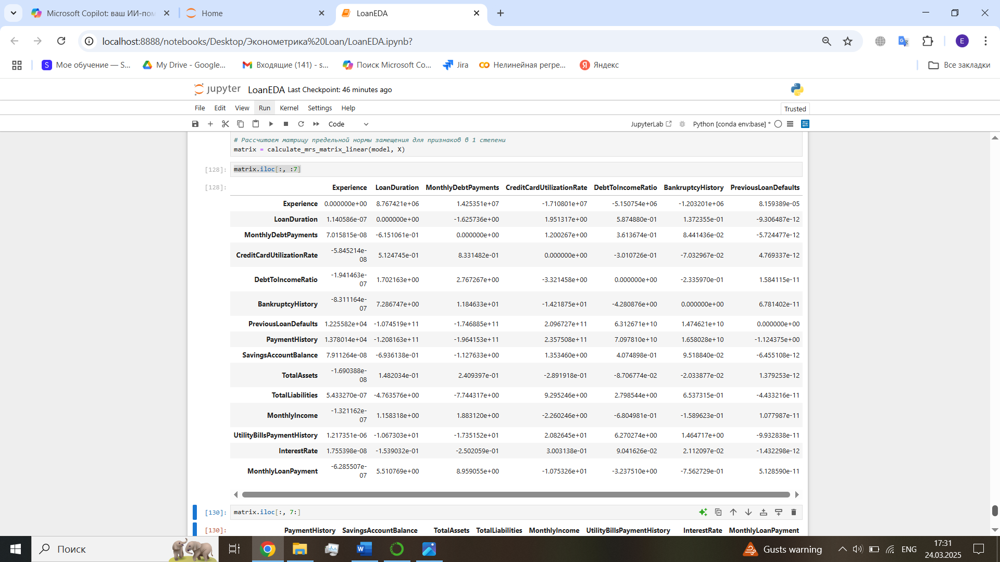 Microsoft Copilot: ваш ИИ-пом
Home
LoanEDA
localhost:8888/notebooks/Desktop/Эконометрика%20Loan/LoanEDA.ipynb?
E
Мое обучение — S...
My Drive - Google...
Входящие (141) - s...
Поиск Microsoft Co...
Jira
Нелинейная регре...
Яндекс
Все закладки
jupyter LoanEDA Last Checkpoint: 46 minutes ago
File Edit View Run Kernel Settings Help
Trusted
Code
JupyterLab
Python [conda env:base] *
# Рассчитаем матрицу предельной нормы замещения для признаков в 1 степени
matrix = calculate_mrs_matrix_linear(model, X)
[128]: matrix.iloc[:, :7]
[128]: Experience LoanDuration MonthlyDebtPayments CreditCardUtilizationRate DebtToIncomeRatio BankruptcyHistory PreviousLoanDefaults
Experience 0.000000e+00 8.767421e+06 1.425351e+07 -1.710801e+07 -5.150754e+06 -1.203201e+06 8.159389e-05
LoanDuration 1.140586e-07 0.000000e+00 -1.625736e+00 1.951317e+00 5.874880e-01 1.372355e-01 -9.306487e-12
MonthlyDebtPayments 7.015815e-08 -6.151061e-01 0.000000e+00 1.200267e+00 3.613674e-01 8.441436e-02 -5.724477e-12
CreditCardUtilizationRate -5.845214e-08 5.124745e-01 8.331482e-01 0.000000e+00 -3.010726e-01 -7.032967e-02 4.769337e-12
DebtToIncomeRatio -1.941463e-07 1.702163e+00 2.767267e+00 -3.321458e+00 0.000000e+00 -2.335970e-01 1.584115e-11
BankruptcyHistory -8.311164e-07 7.286747e+00 1.184633e+01 -1.421875e+01 -4.280876e+00 0.000000e+00 6.781402e-11
PreviousLoanDefaults 1.225582e+04 -1.074519e+11 -1.746885e+11 2.096727e+11 6.312671e+10 1.474621e+10 0.000000e+00
PaymentHistory 1.378014e+04 -1.208163e+11 -1.964153e+11 2.357508e+11 7.097810e+10 1.658028e+10 -1.124375e+00
SavingsAccountBalance 7.911264e-08 -6.936138e-01 -1.127633e+00 1.353460e+00 4.074898e-01 9.518840e-02 -6.455108e-12
TotalAssets -1.690388e-08 1.482034e-01 2.409397e-01 -2.891918e-01 -8.706774e-02 -2.033877e-02 1.379253e-12
TotalLiabilities 5.433270e-07 -4.763576e+00 -7.744317e+00 9.295246e+00 2.798544e+00 6.537315e-01 -4.433216e-11
MonthlyIncome -1.321162e-07 1.158318e+00 1.883120e+00 -2.260246e+00 -6.804981e-01 -1.589623e-01 1.077987e-11
UtilityBillsPaymentHistory 1.217351e-06 -1.067303e+01 -1.735152e+01 2.082645e+01 6.270274e+00 1.464717e+00 -9.932838e-11
InterestRate 1.755398e-08 -1.539032e-01 -2.502059e-01 3.003138e-01 9.041626e-02 2.112097e-02 -1.432298e-12
MonthlyLoanPayment -6.285507e-07 5.510769e+00 8.959055e+00 -1.075326e+01 -3.237510e+00 -7.562729e-01 5.128590e-11
[130]: matrix.iloc[:, 7:]
[130]: PaymentHistory SavingsAccountBalance TotalAssets TotalLiabilities MonthlyIncome UtilityBillsPaymentHistory InterestRate MonthlyLoanPayment
Поиск
Gusts warning
ENG
17:31
24.03.2025